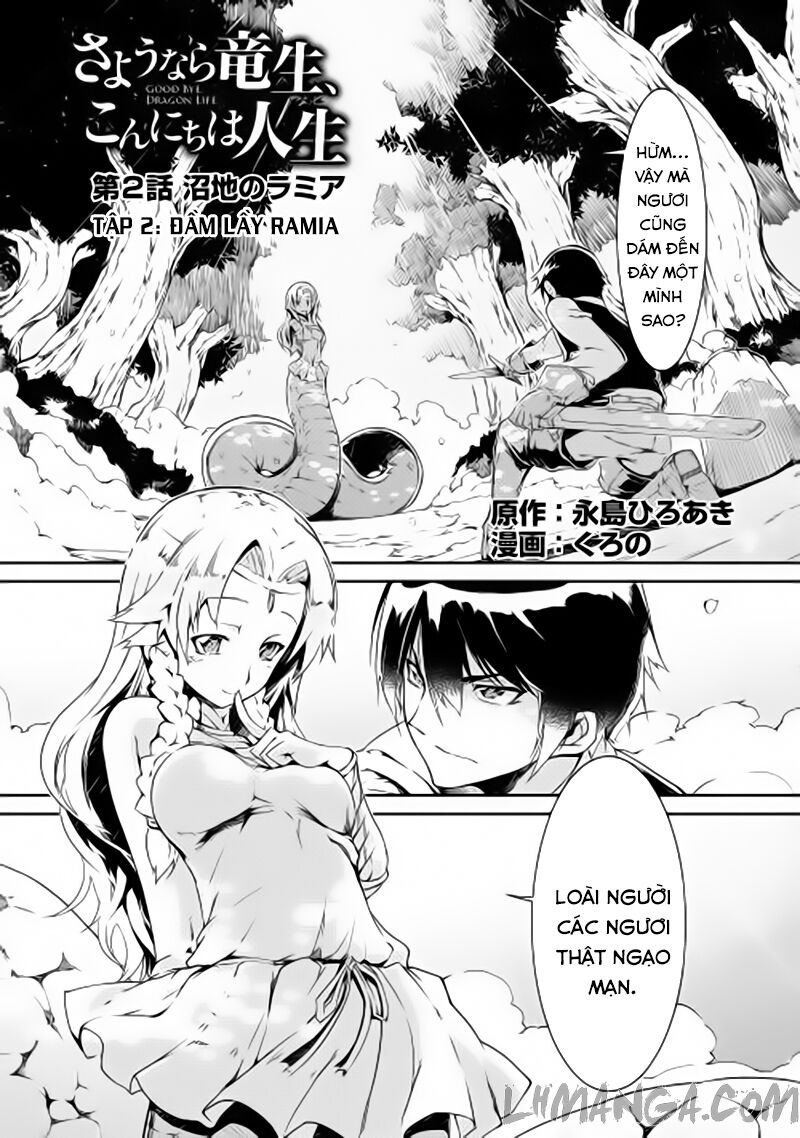 さようなら竜生、
GOOD BYE,
DRAGON LIFE
こんにちは人生
第2話 沼地のラミア
TẬP 2: ĐẦM LẦY RAMIA
HỪM...
VẬY MÀ
NGƯƠI
CŨNG
DÁM ĐẾN
ĐÂY MỘT
MÌNH
SAO?
原作：永島ひろあき
漫画：くろの
LOÀI NGƯỜI
CÁC NGƯƠI
THẬT NGẠO
MẠN.
LHMANGA.COM